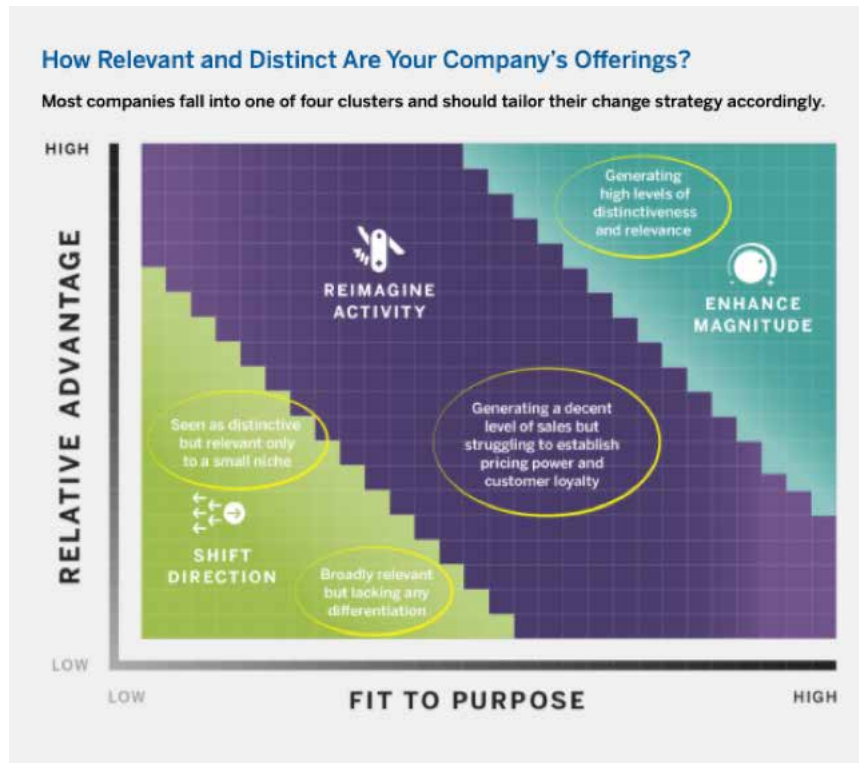 How Relevant and Distinct Are Your Company's Offerings?
Most companies fall into one of four clusters and should tailor their change strategy accordingly.
HIGH
RELATIVE ADVANTAGE
LOW
Generating
high levels of
distinctiveness
and relevance
REIMAGINE
ACTIVITY
ENHANCE
MAGNITUDE
Seen as distinctive
but relevant only
to a small niche
Generating a decent
level of sales but
struggling to establish
pricing power and
customer loyalty
SHIFT
DIRECTION
Broadly relevant
but lacking any
differentiation
LOW
FIT TO PURPOSE
HIGH